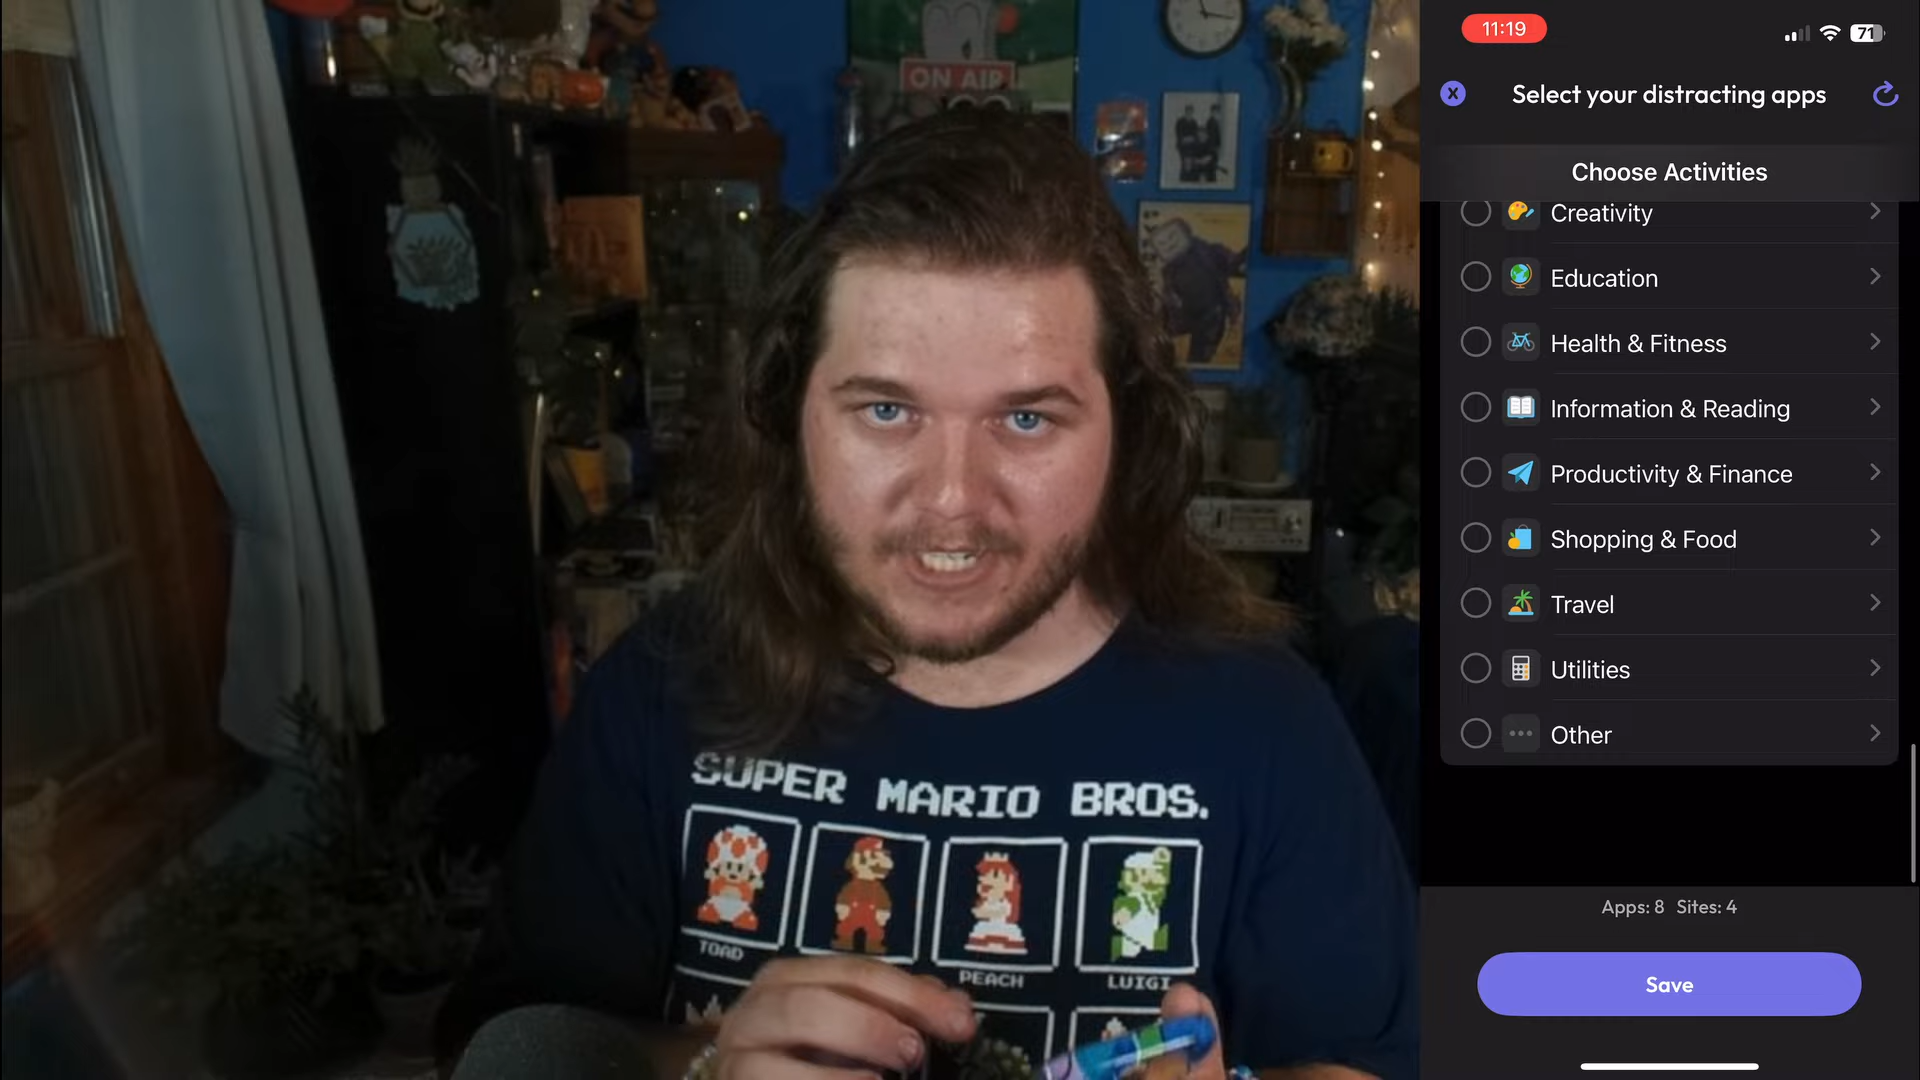 ON AIR
SUPER MARIO BROS.
TOAD
PEACH
LUIGI
11:19
71
Select your distracting apps
Choose Activities
Creativity
Education
Health & Fitness
Information & Reading
Productivity & Finance
Shopping & Food
Travel
Utilities
Other
Apps: 8 Sites: 4
Save